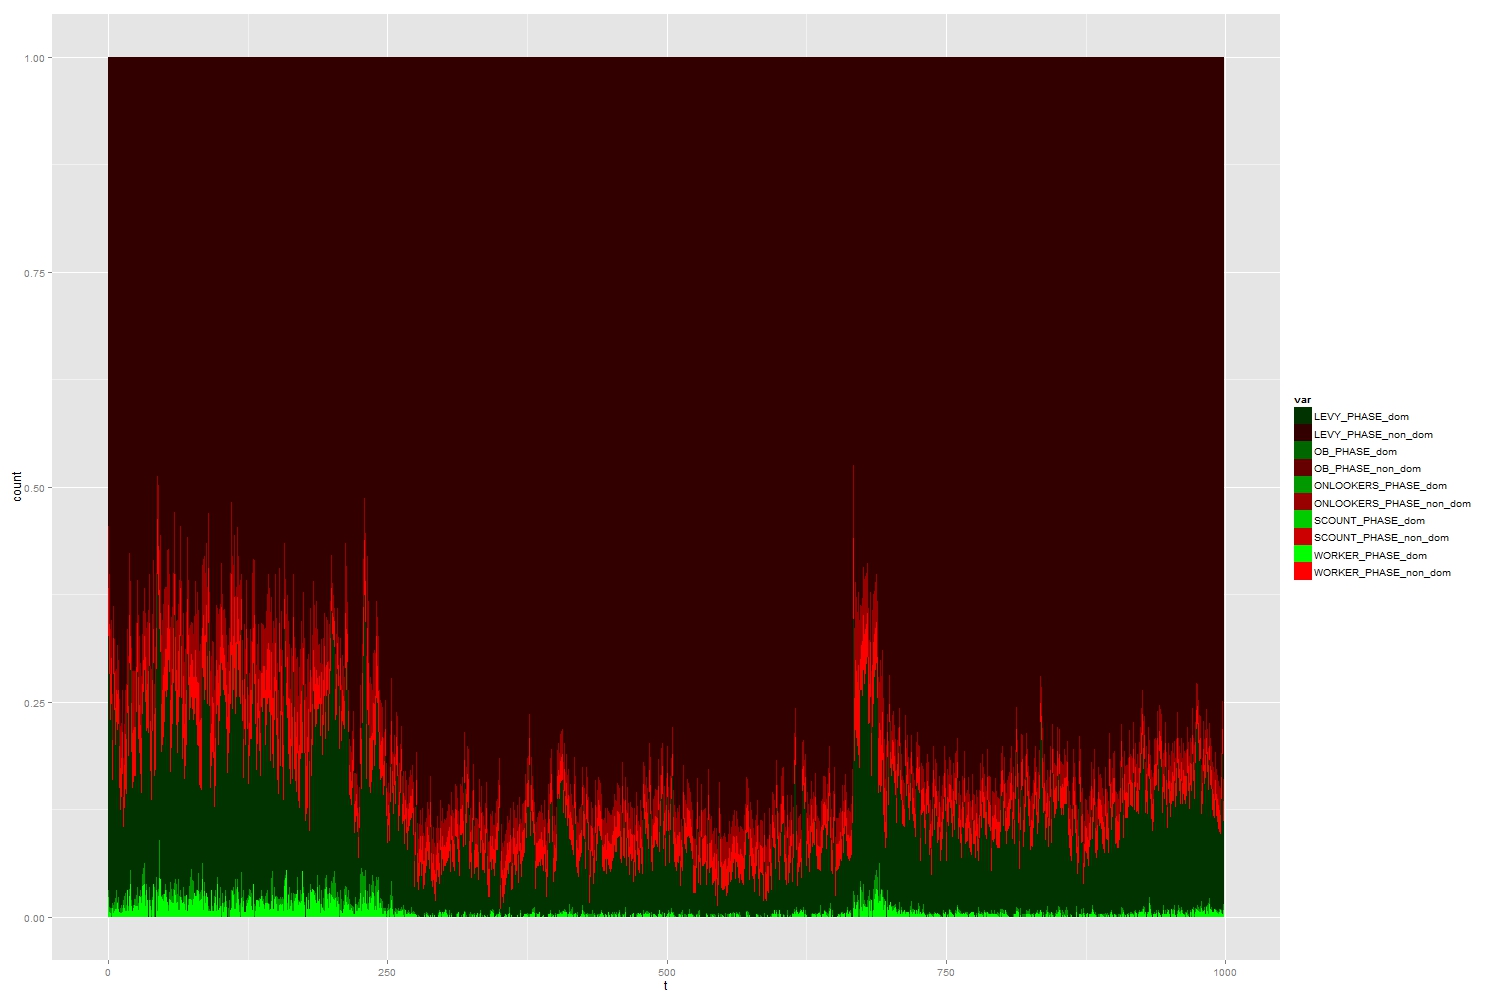 1.00
0.75
0.50
0.25
0.00
count
0
250
500
750
1000
t
var
LEVY_PHASE_dom
LEVY_PHASE_non_dom
OB_PHASE_dom
OB_PHASE_non_dom
ONLOOKERS_PHASE_dom
ONLOOKERS_PHASE_non_dom
SCOUNT_PHASE_dom
SCOUNT_PHASE_non_dom
WORKER_PHASE_dom
WORKER_PHASE_non_dom